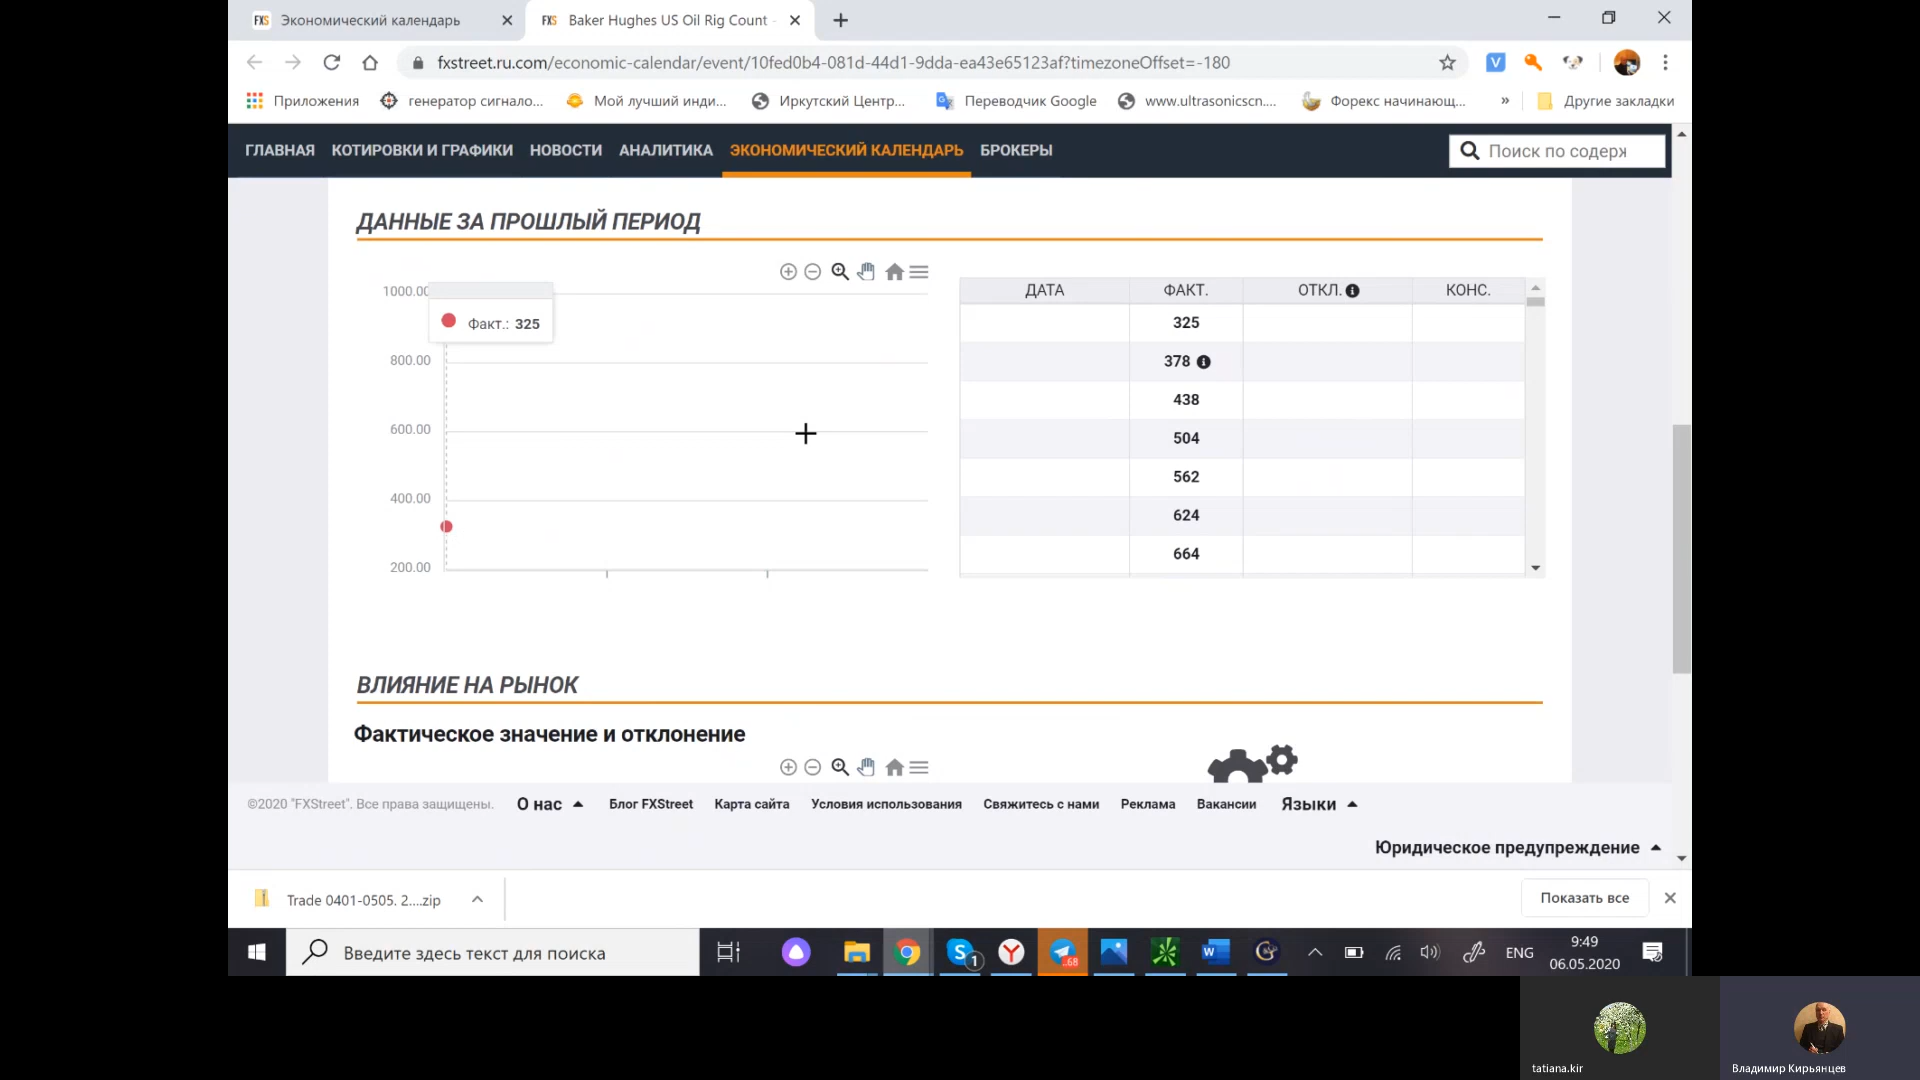 Экономический календарь
Baker Hughes US Oil Rig Count -
fxstreet.ru.com/economic-calendar/event/10fed0b4-081d-44d1-9dda-ea43e65123af?timezoneOffset=-180
Приложения
генератор сигнало...
Мой лучший инди...
Иркутский Центр...
Переводчик Google
www.ultrasonicscn....
Форекс начинающ...
»
Другие закладки
ГЛАВНАЯ КОТИРОВКИ И ГРАФИКИ НОВОСТИ АНАЛИТИКА ЭКОНОМИЧЕСКИЙ КАЛЕНДАРЬ БРОКЕРЫ
Поиск по содерж
ДАННЫЕ ЗА ПРОШЛЫЙ ПЕРИОД
1000.00
Факт.: 325
800.00
600.00
400.00
200.00
ДАТА ФАКТ. ОТКЛ. КОНС.
325
378
438
504
562
624
664
ВЛИЯНИЕ НА РЫНОК
Фактическое значение и отклонение
©2020 "FXStreet". Все права защищены. О нас Блог FXStreet Карта сайта Условия использования Свяжитесь с нами Реклама Вакансии Языки
Юридическое предупреждение
Trade 0401-0505. 2....zip
Показать все
Введите здесь текст для поиска
S 1
Y
68
W
ENG
9:49
06.05.2020
tatiana.kir
Владимир Кирьянцев